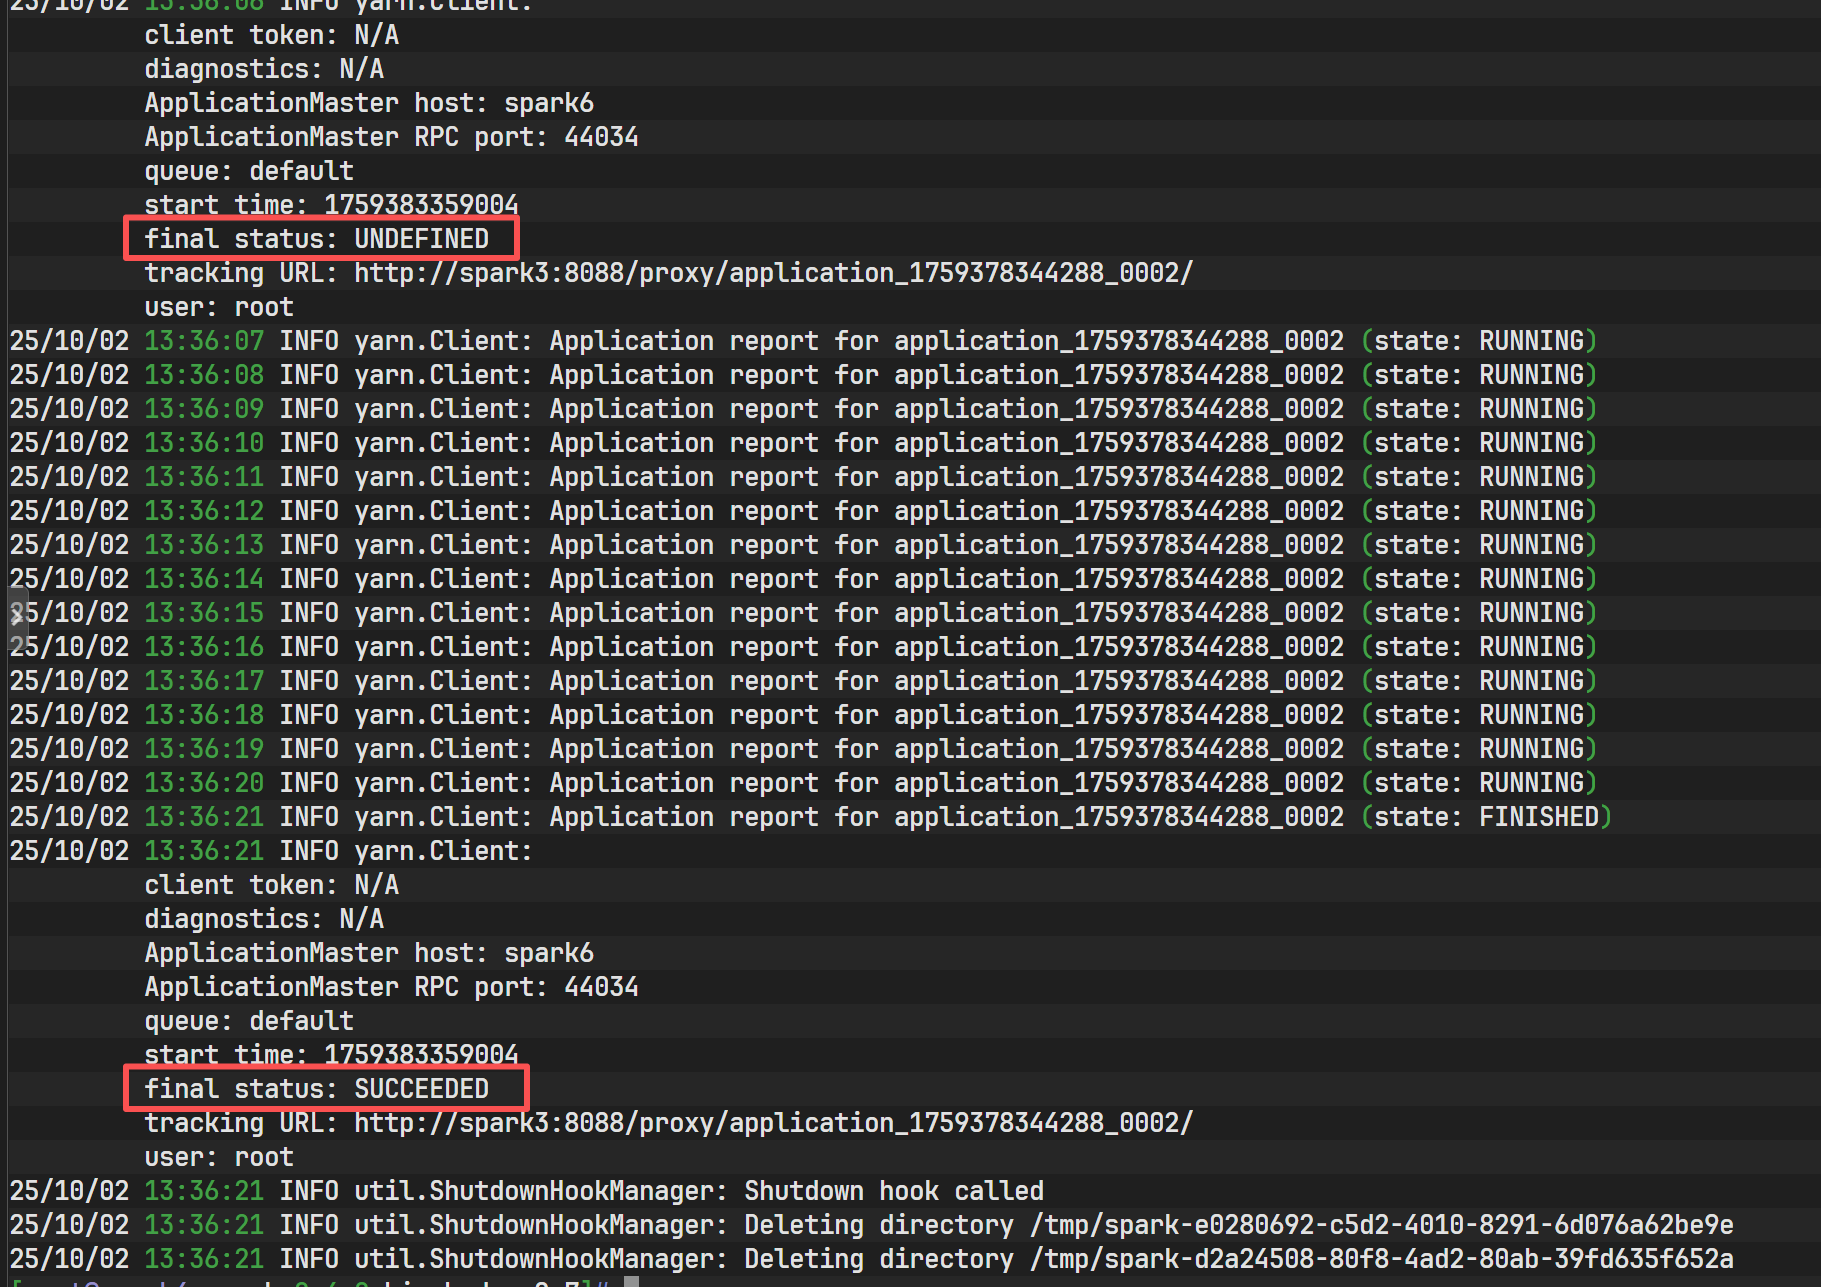 25/10/02 13:36:06 INFO yarn.Client:
client token: N/A
diagnostics: N/A
ApplicationMaster host: spark6
ApplicationMaster RPC port: 44034
queue: default
start time: 1759383359004
final status: UNDEFINED
tracking URL: http://spark3:8088/proxy/application_1759378344288_0002/
user: root
25/10/02 13:36:07 INFO yarn.Client: Application report for application_1759378344288_0002 (state: RUNNING)
25/10/02 13:36:08 INFO yarn.Client: Application report for application_1759378344288_0002 (state: RUNNING)
25/10/02 13:36:09 INFO yarn.Client: Application report for application_1759378344288_0002 (state: RUNNING)
25/10/02 13:36:10 INFO yarn.Client: Application report for application_1759378344288_0002 (state: RUNNING)
25/10/02 13:36:11 INFO yarn.Client: Application report for application_1759378344288_0002 (state: RUNNING)
25/10/02 13:36:12 INFO yarn.Client: Application report for application_1759378344288_0002 (state: RUNNING)
25/10/02 13:36:13 INFO yarn.Client: Application report for application_1759378344288_0002 (state: RUNNING)
25/10/02 13:36:14 INFO yarn.Client: Application report for application_1759378344288_0002 (state: RUNNING)
25/10/02 13:36:15 INFO yarn.Client: Application report for application_1759378344288_0002 (state: RUNNING)
25/10/02 13:36:16 INFO yarn.Client: Application report for application_1759378344288_0002 (state: RUNNING)
25/10/02 13:36:17 INFO yarn.Client: Application report for application_1759378344288_0002 (state: RUNNING)
25/10/02 13:36:18 INFO yarn.Client: Application report for application_1759378344288_0002 (state: RUNNING)
25/10/02 13:36:19 INFO yarn.Client: Application report for application_1759378344288_0002 (state: RUNNING)
25/10/02 13:36:20 INFO yarn.Client: Application report for application_1759378344288_0002 (state: RUNNING)
25/10/02 13:36:21 INFO yarn.Client: Application report for application_1759378344288_0002 (state: FINISHED)
25/10/02 13:36:21 INFO yarn.Client:
client token: N/A
diagnostics: N/A
ApplicationMaster host: spark6
ApplicationMaster RPC port: 44034
queue: default
start time: 1759383359004
final status: SUCCEEDED
tracking URL: http://spark3:8088/proxy/application_1759378344288_0002/
user: root
25/10/02 13:36:21 INFO util.ShutdownHookManager: Shutdown hook called
25/10/02 13:36:21 INFO util.ShutdownHookManager: Deleting directory /tmp/spark-e0280692-c5d2-4010-8291-6d076a62be9e
25/10/02 13:36:21 INFO util.ShutdownHookManager: Deleting directory /tmp/spark-d2a24508-80f8-4ad2-80ab-39fd635f652a